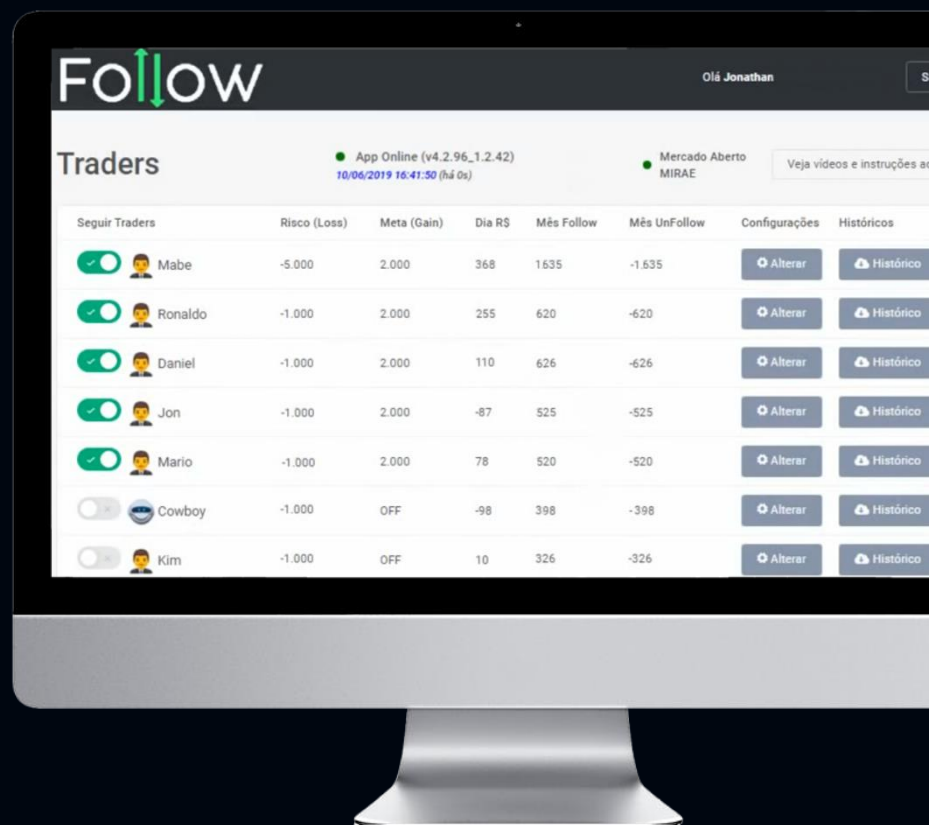 Follow
Olá Jonathan
S
Traders
App Online (v4.2.96_1.2.42)
10/06/2019 16:41:50 (há 0s)
Mercado Aberto
MIRAE
Veja vídeos e instruções
Seguir Traders Risco (Loss) Meta (Gain) Dia R$ Mês Follow Mês UnFollow Configurações Históricos
Mabe -5.000 2.000 368 1635 -1.635 Alterar Histórico
Ronaldo -1.000 2.000 255 620 -620 Alterar Histórico
Daniel -1.000 2.000 110 626 -626 Alterar Histórico
Jon -1.000 2.000 -87 525 -525 Alterar Histórico
Mario -1.000 2.000 78 520 -520 Alterar Histórico
Cowboy -1.000 OFF -98 398 -398 Alterar Histórico
Kim -1.000 OFF 10 326 -326 Alterar Histórico